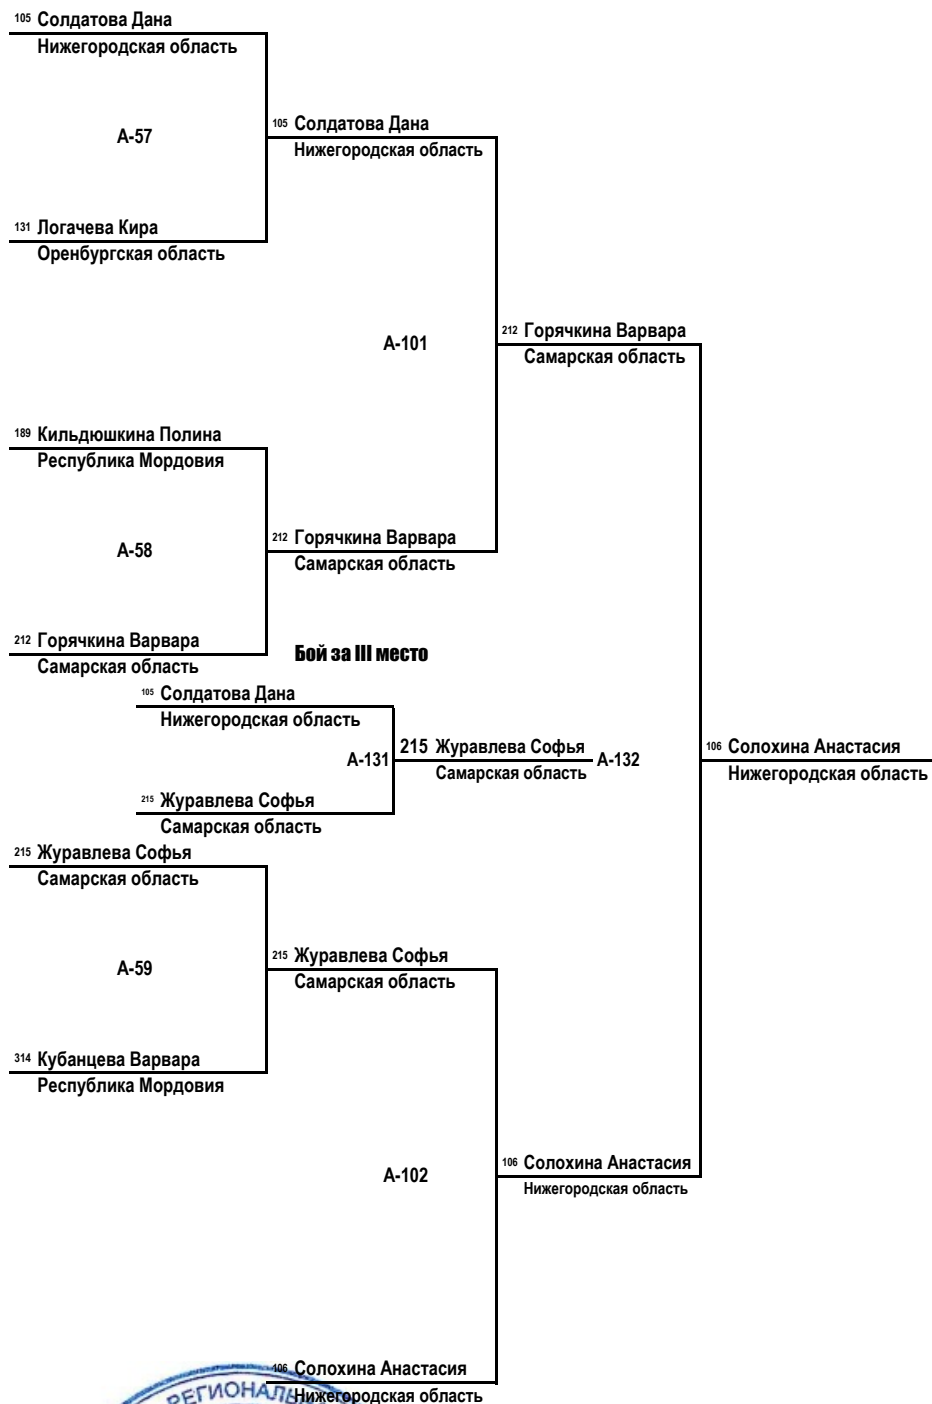 105 Солдатова Дана
Нижегородская область
А-57
105 Солдатова Дана
Нижегородская область
131 Логачева Кира
Оренбургская область
А-101
212 Горячкина Варвара
Самарская область
189 Кильдюшкина Полина
Республика Мордовия
А-58
212 Горячкина Варвара
Самарская область
212 Горячкина Варвара
Самарская область
Бой за III место
105 Солдатова Дана
Нижегородская область
А-131
215 Журавлева Софья
Самарская область
А-132
106 Солохина Анастасия
Нижегородская область
215 Журавлева Софья
Самарская область
215 Журавлева Софья
Самарская область
А-59
215 Журавлева Софья
Самарская область
314 Кубанцева Варвара
Республика Мордовия
А-102
106 Солохина Анастасия
Нижегородская область
106 Солохина Анастасия
Нижегородская область